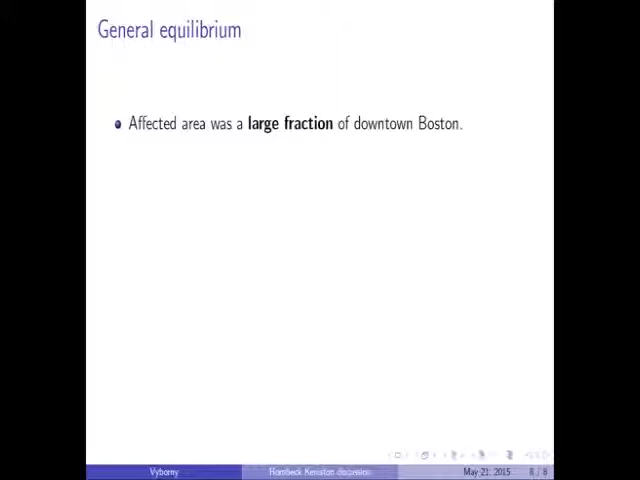 General equilibrium
Affected area was a large fraction of downtown Boston.
Vyborny
Hornbeck Keniston discussion
May 21, 2015
8 / 8